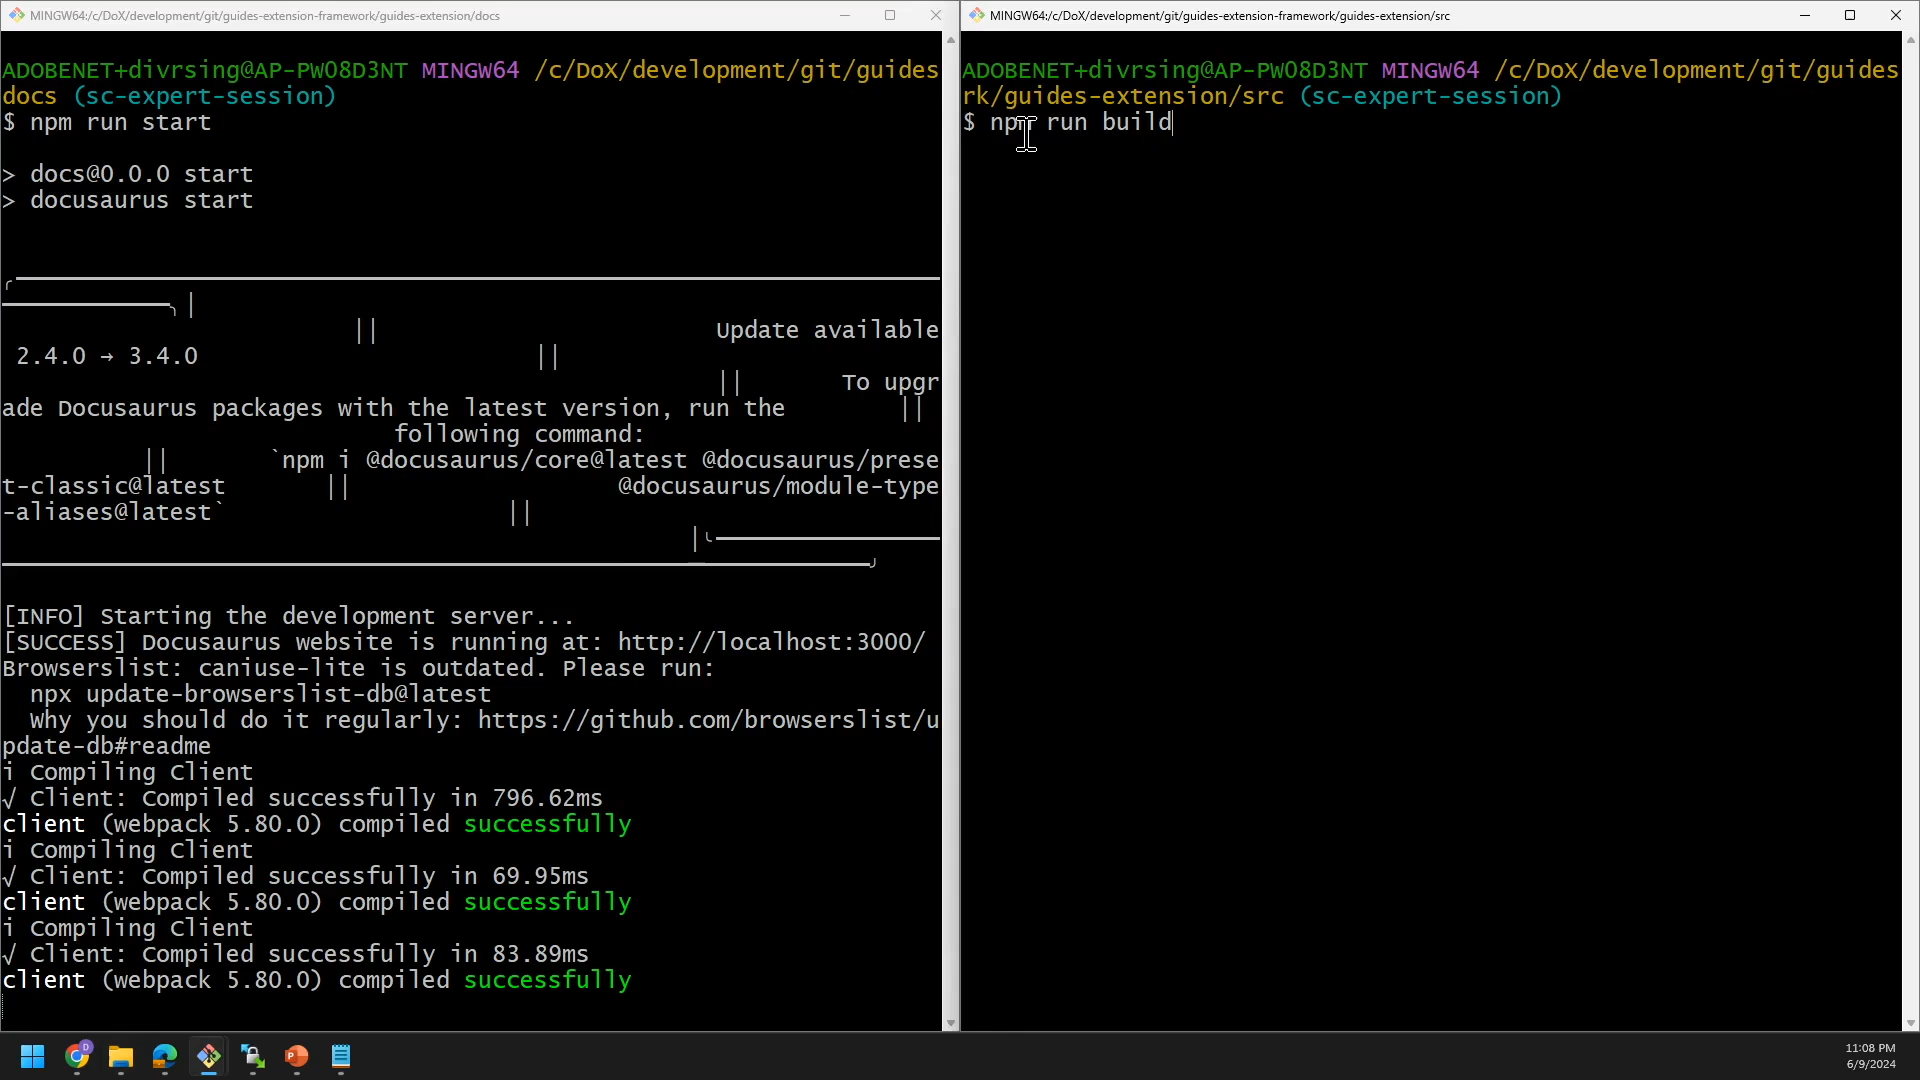 MINGW64:/c/DoX/development/git/guides-extension-framework/guides-extension/docs
ADOBENET+divrsing@AP-PW08D3NT MINGW64 /c/DoX/development/git/guides
docs (sc-expert-session)
$ npm run start
> docs@0.0.0 start
> docusaurus start
Update available
2.4.0 → 3.4.0
To upgr
ade Docusaurus packages with the latest version, run the
following command:
`npm i @docusaurus/core@latest @docusaurus/prese
t-classic@latest
@docusaurus/module-type
-aliases@latest`
[INFO] Starting the development server...
[SUCCESS] Docusaurus website is running at: http://localhost:3000/
Browserslist: caniuse-lite is outdated. Please run:
npx update-browserslist-db@latest
Why you should do it regularly: https://github.com/browserslist/u
pdate-db#readme
i Compiling Client
√ Client: Compiled successfully in 796.62ms
client (webpack 5.80.0) compiled successfully
i Compiling Client
√ Client: Compiled successfully in 69.95ms
client (webpack 5.80.0) compiled successfully
i Compiling Client
√ Client: Compiled successfully in 83.89ms
client (webpack 5.80.0) compiled successfully
MINGW64:/c/DoX/development/git/guides-extension-framework/guides-extension/src
ADOBENET+divrsing@AP-PW08D3NT MINGW64 /c/DoX/development/git/guides
rk/guides-extension/src (sc-expert-session)
$ npm run build
D
P
11:08 PM
6/9/2024